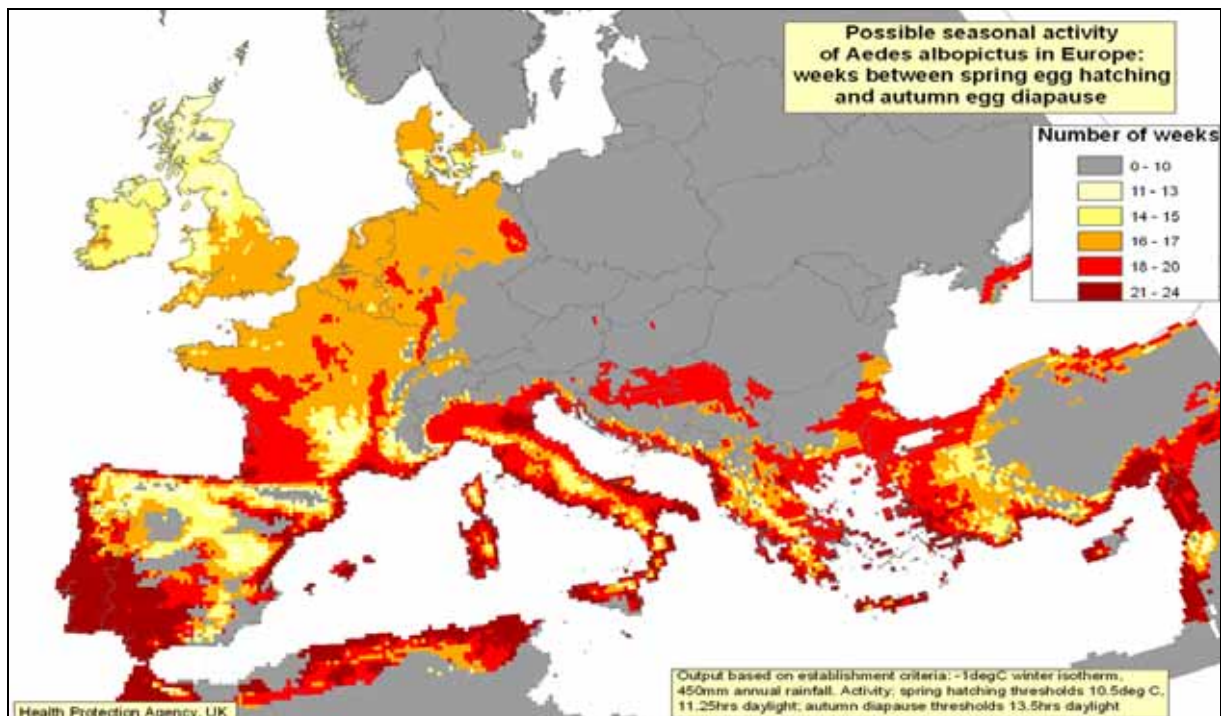 Possible seasonal activity
of Aedes albopictus in Europe:
weeks between spring egg hatching
and autumn egg diapause
Number of weeks
0 - 10
11 - 13
14 - 15
16 - 17
18 - 20
21 - 24
Output based on establishment criteria: -1degC winter isotherm,
450mm annual rainfall. Activity: spring hatching thresholds 10.5deg C,
11.25hrs daylight; autumn diapause thresholds 13.5hrs daylight
Health Protection Agency, UK